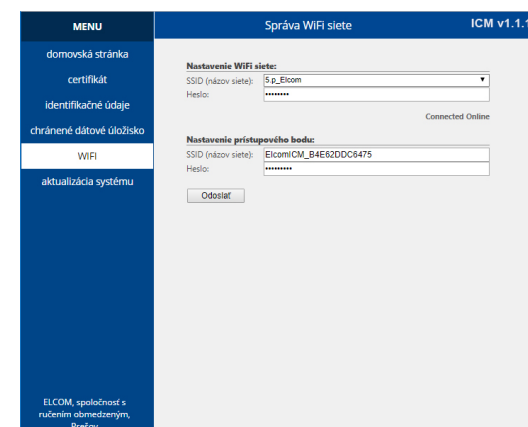 MENU
Správa WiFi siete
ICM v1.1.1
domovská stránka
certifikát
identifikačné údaje
chránené dátové úložisko
WIFI
aktualizácia systému
Nastavenie WiFi siete:
SSID (názov siete): 5.p_Elcom
Heslo: ••••••••
Connected Online
Nastavenie prístupového bodu:
SSID (názov siete): ElcomICM_B4E62DDC6475
Heslo: •••••••••
Odoslať
ELCOM, spoločnosť s
ručením obmedzeným,
Prešov